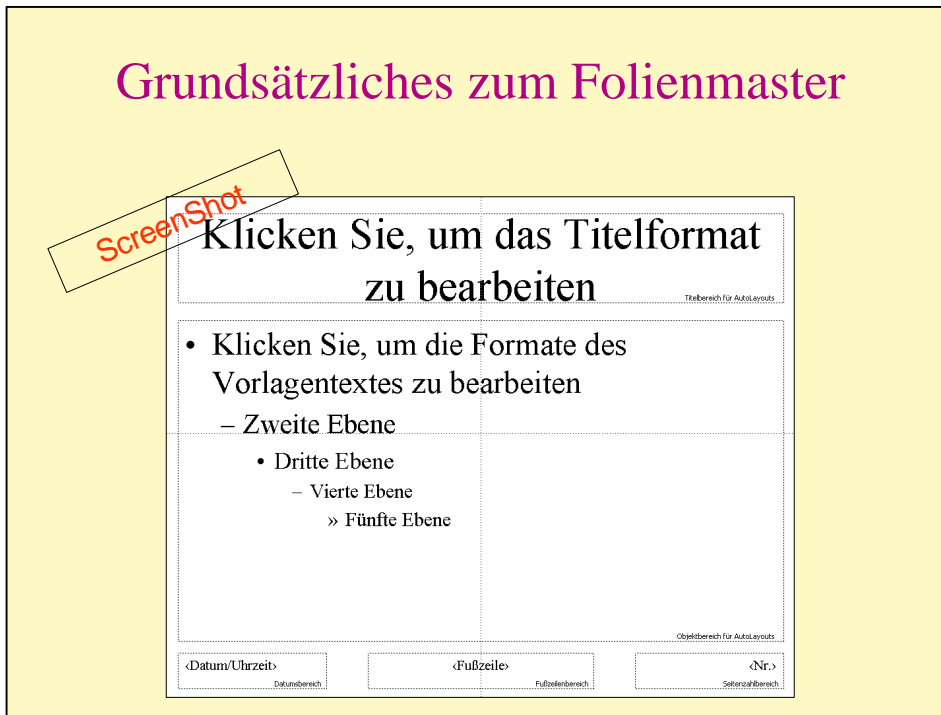 Grundsätzliches zum Folienmaster
ScreenShot
Klicken Sie, um das Titelformat
zu bearbeiten
Titelbereich für AutoLayouts
• Klicken Sie, um die Formate des
Vorlagentextes zu bearbeiten
– Zweite Ebene
• Dritte Ebene
– Vierte Ebene
» Fünfte Ebene
Objektbereich für AutoLayouts
‹Datum/Uhrzeit›
Datumsbereich
‹Fußzeile›
Fußzeilenbereich
‹Nr.›
Seitenzahlbereich